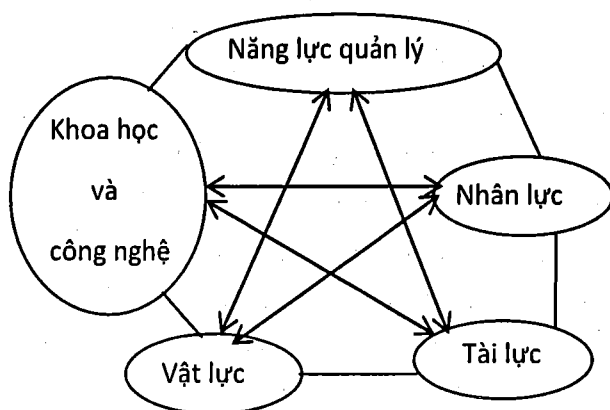 Năng lực quản lý
Khoa học
và
công nghệ
Nhân lực
Vật lực
Tài lực